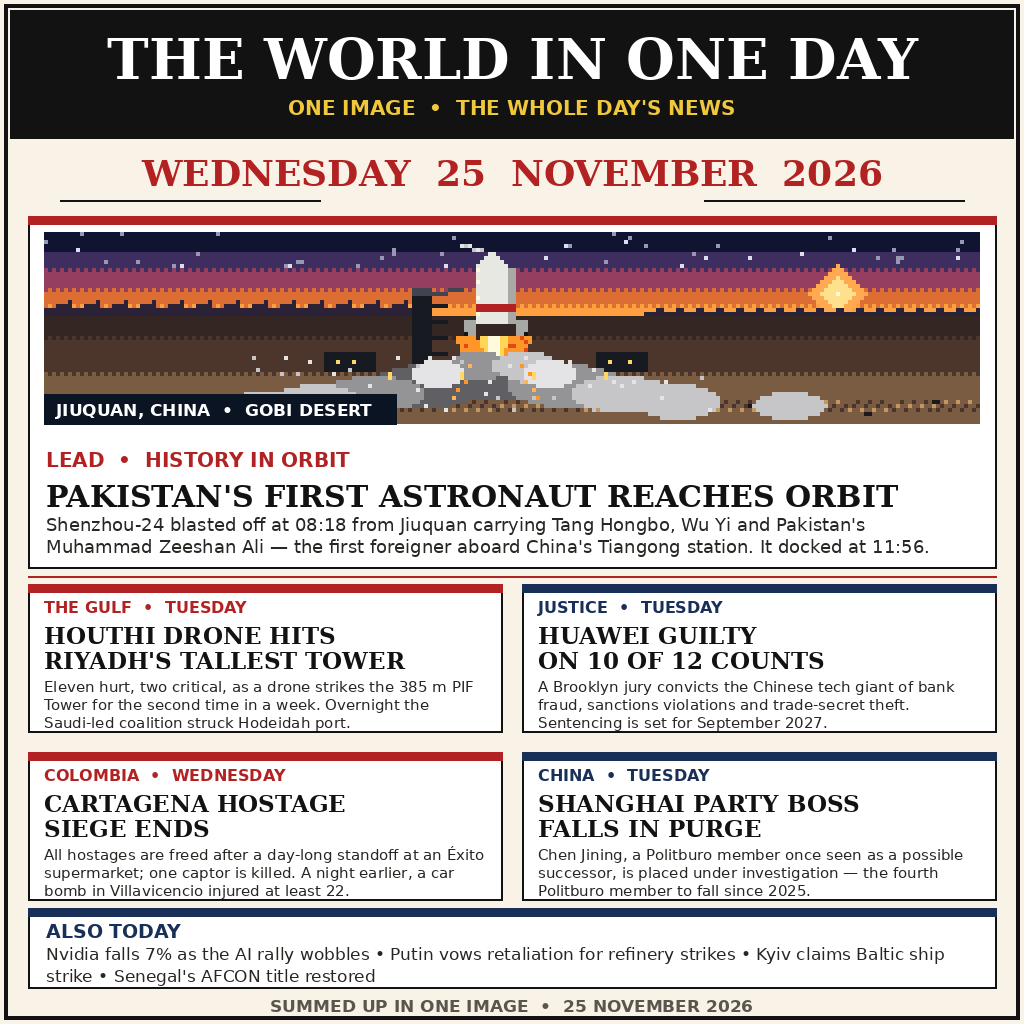 THE WORLD IN ONE DAY
ONE IMAGE • THE WHOLE DAY'S NEWS
WEDNESDAY 25 NOVEMBER 2026
JIUQUAN, CHINA • GOBI DESERT
LEAD • HISTORY IN ORBIT
PAKISTAN'S FIRST ASTRONAUT REACHES ORBIT
Shenzhou-24 blasted off at 08:18 from Jiuquan carrying Tang Hongbo, Wu Yi and Pakistan's
Muhammad Zeeshan Ali — the first foreigner aboard China's Tiangong station. It docked at 11:56.
THE GULF • TUESDAY
HOUTHI DRONE HITS
RIYADH'S TALLEST TOWER
Eleven hurt, two critical, as a drone strikes the 385 m PIF
Tower for the second time in a week. Overnight the
Saudi-led coalition struck Hodeidah port.
JUSTICE • TUESDAY
HUAWEI GUILTY
ON 10 OF 12 COUNTS
A Brooklyn jury convicts the Chinese tech giant of bank
fraud, sanctions violations and trade-secret theft.
Sentencing is set for September 2027.
COLOMBIA • WEDNESDAY
CARTAGENA HOSTAGE
SIEGE ENDS
All hostages are freed after a day-long standoff at an Éxito
supermarket; one captor is killed. A night earlier, a car
bomb in Villavicencio injured at least 22.
CHINA • TUESDAY
SHANGHAI PARTY BOSS
FALLS IN PURGE
Chen Jining, a Politburo member once seen as a possible
successor, is placed under investigation — the fourth
Politburo member to fall since 2025.
ALSO TODAY
Nvidia falls 7% as the AI rally wobbles • Putin vows retaliation for refinery strikes • Kyiv claims Baltic ship
strike • Senegal's AFCON title restored
SUMMED UP IN ONE IMAGE • 25 NOVEMBER 2026